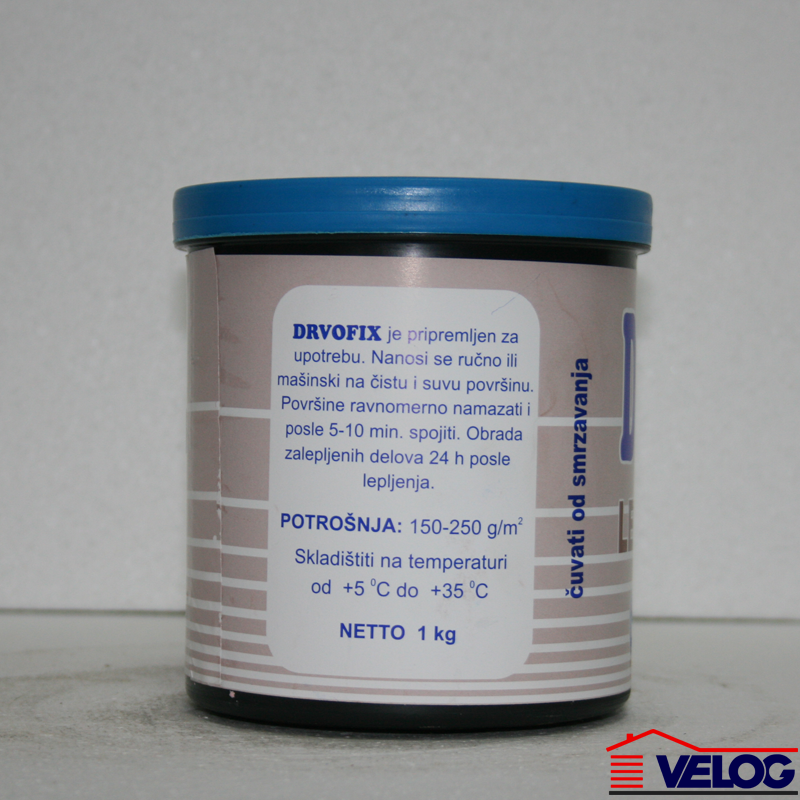 DRVOFIX je pripremljen za
upotrebu. Nanosi se ručno ili
mašinski na čistu i suvu površinu.
Površine ravnomerno namazati i
posle 5-10 min. spojiti. Obrada
zalepljenih delova 24 h posle
lepljenja.
POTROŠNJA: 150-250 g/m²
Skladištiti na temperaturi
od +5 ⁰C do +35 ⁰C
NETTO 1 kg
čuvati od smrzavanja
VELOG